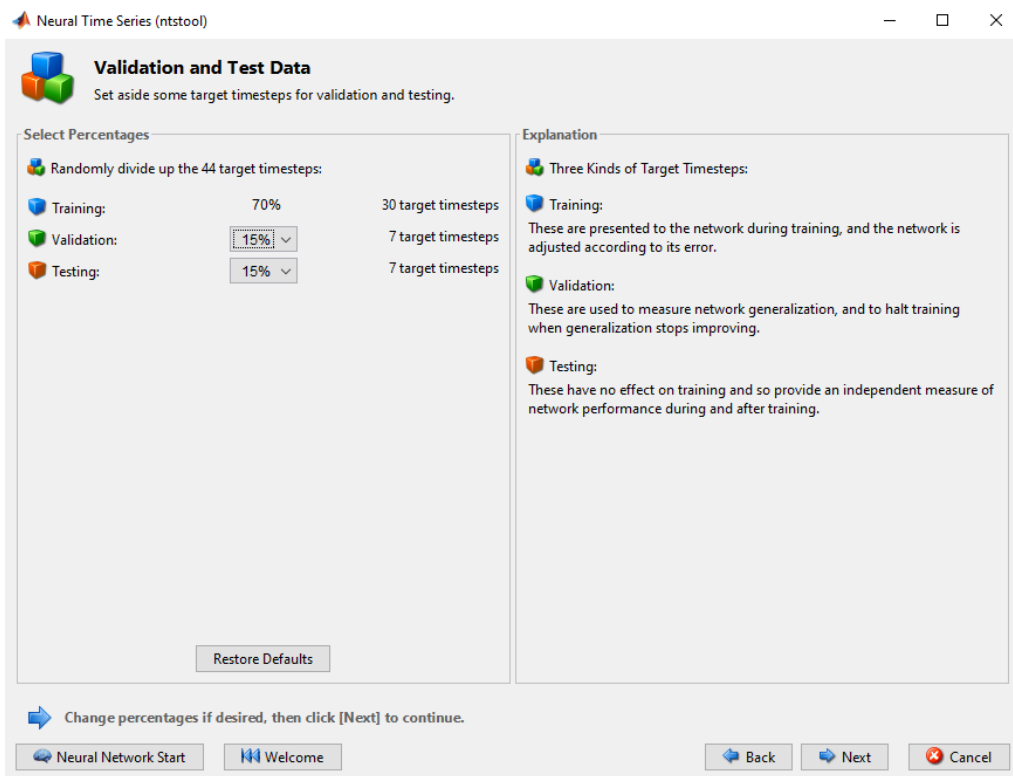 Neural Time Series (ntstool)
Validation and Test Data
Set aside some target timesteps for validation and testing.
Select Percentages
Randomly divide up the 44 target timesteps:
Training: 70% 30 target timesteps
Validation: 15% 7 target timesteps
Testing: 15% 7 target timesteps
Restore Defaults
Explanation
Three Kinds of Target Timesteps:
Training:
These are presented to the network during training, and the network is
adjusted according to its error.
Validation:
These are used to measure network generalization, and to halt training
when generalization stops improving.
Testing:
These have no effect on training and so provide an independent measure of
network performance during and after training.
Change percentages if desired, then click [Next] to continue.
Neural Network Start Welcome Back Next Cancel